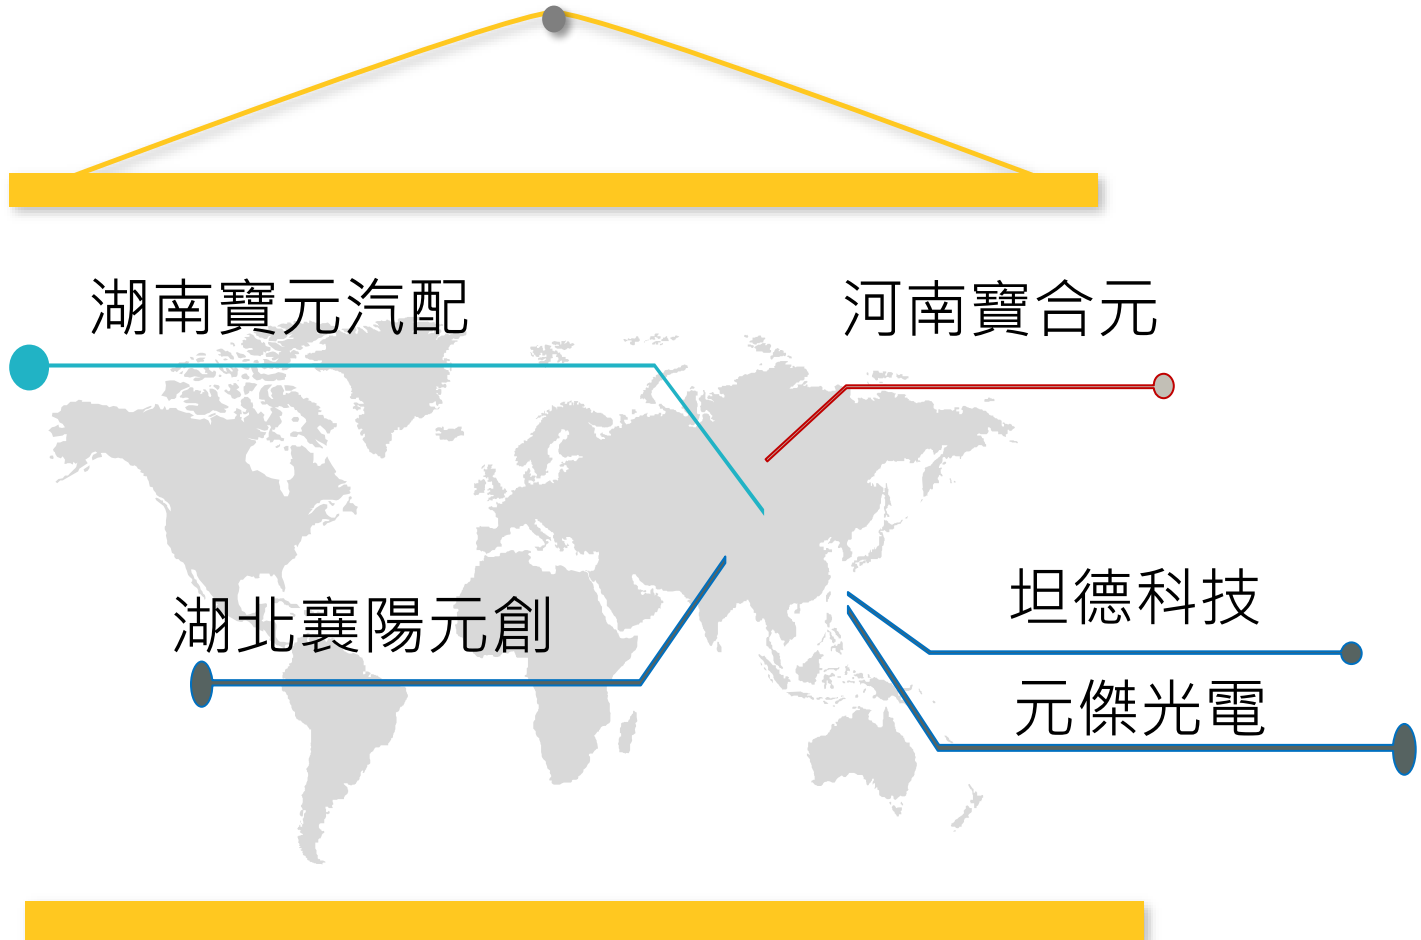 湖南寶元汽配
河南寶合元
湖北襄陽元創
坦德科技
元傑光電